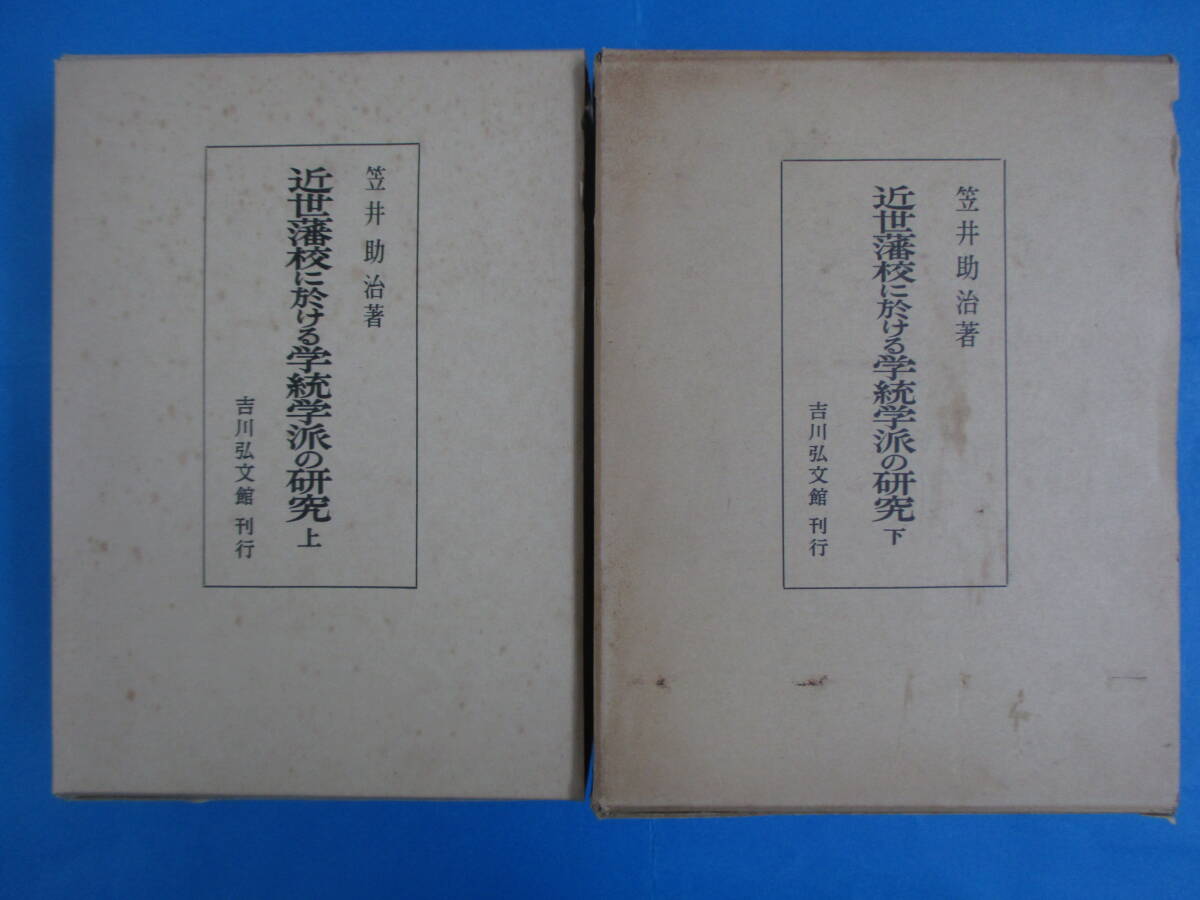 笠井助治著
近世藩校に於ける学統学派の研究 上
吉川弘文館 刊行
笠井助治著
近世藩校に於ける学統学派の研究 下
吉川弘文館 刊行